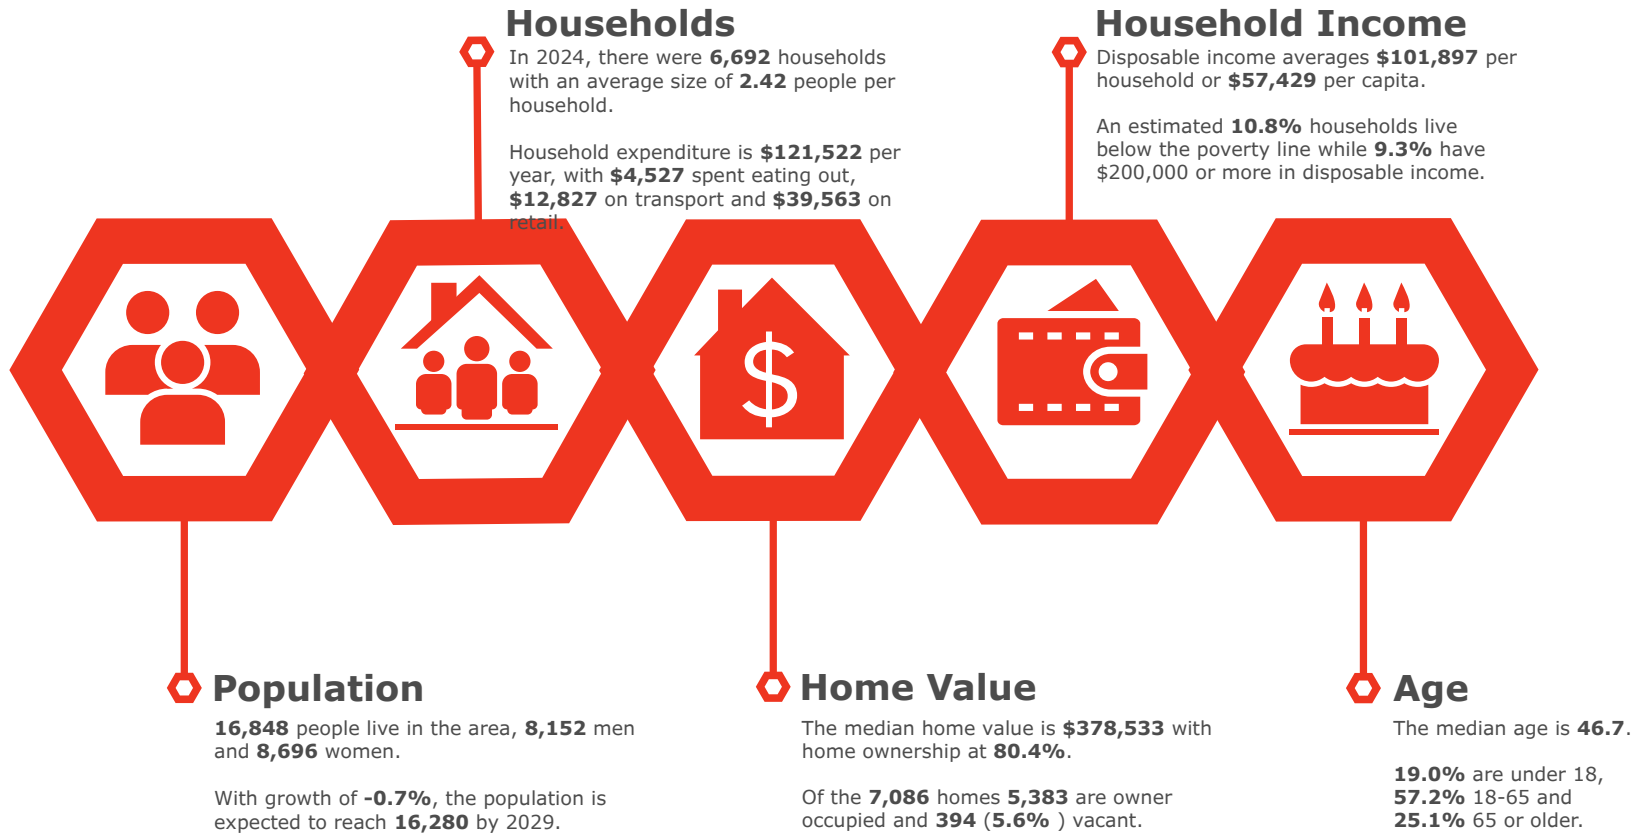 Households
In 2024, there were 6,692 households
with an average size of 2.42 people per
household.
Household expenditure is $121,522 per
year, with $4,527 spent eating out,
$12,827 on transport and $39,563 on
retail.
Household Income
Disposable income averages $101,897 per
household or $57,429 per capita.
An estimated 10.8% households live
below the poverty line while 9.3% have
$200,000 or more in disposable income.
$
Population
16,848 people live in the area, 8,152 men
and 8,696 women.
With growth of -0.7%, the population is
expected to reach 16,280 by 2029.
Home Value
The median home value is $378,533 with
home ownership at 80.4%.
Of the 7,086 homes 5,383 are owner
occupied and 394 (5.6% ) vacant.
Age
The median age is 46.7.
19.0% are under 18,
57.2% 18-65 and
25.1% 65 or older.